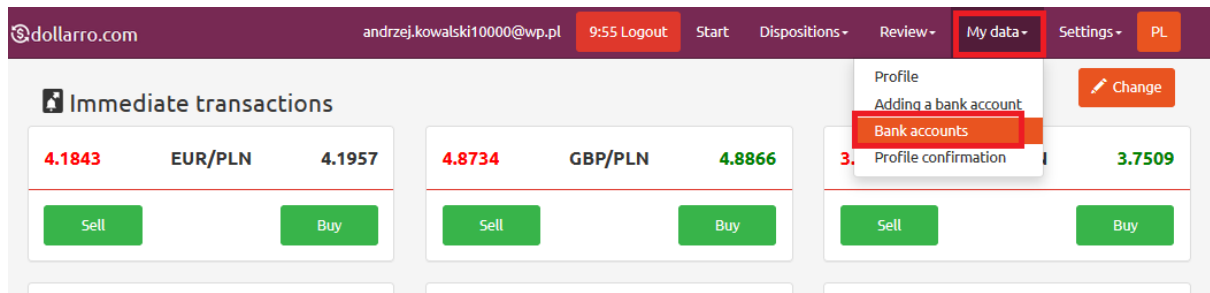 dollarro.com andrzej.kowalski10000@wp.pl 9:55 Logout Start Dispositions Review My data Settings PL
Profile
Adding a bank account
Bank accounts
Profile confirmation
Change
Immediate transactions
4.1843 EUR/PLN 4.1957
4.8734 GBP/PLN 4.8866
3. 3.7509
Sell Buy
Sell Buy
Sell Buy